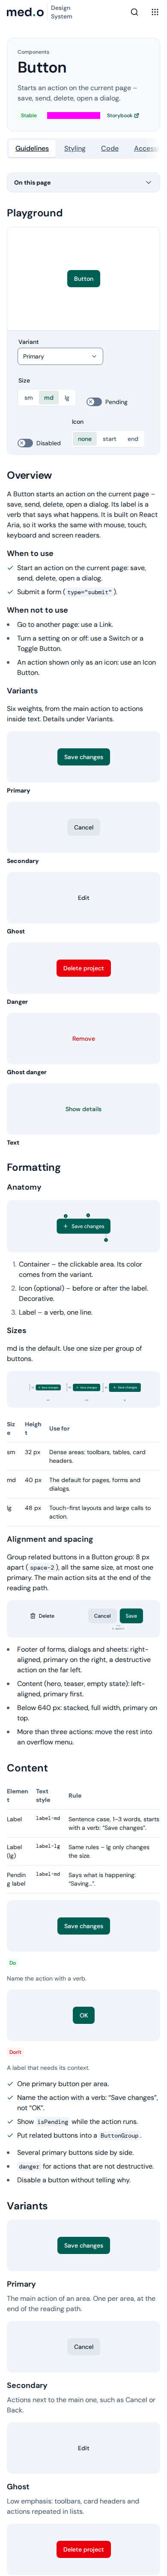 med.o
Design
System
Components
Button
Starts an action on the current page –
save, send, delete, open a dialog.
Stable
Storybook
Guidelines
Styling
Code
Access
On this page
Playground
Button
Variant
Primary
Size
sm
md
lg
Pending
Icon
Disabled
none
start
end
Overview
A Button starts an action on the current page –
save, send, delete, open a dialog. Its label is a
verb that says what happens. It is built on React
Aria, so it works the same with mouse, touch,
keyboard and screen readers.
When to use
Start an action on the current page: save,
send, delete, open a dialog.
Submit a form ( type="submit" ).
When not to use
Go to another page: use a Link.
Turn a setting on or off: use a Switch or a
Toggle Button.
An action shown only as an icon: use an Icon
Button.
Variants
Six weights, from the main action to actions
inside text. Details under Variants.
Save changes
Primary
Cancel
Secondary
Edit
Ghost
Delete project
Danger
Remove
Ghost danger
Show details
Text
Formatting
Anatomy
Save changes
1. Container – the clickable area. Its color
comes from the variant.
2. Icon (optional) – before or after the label.
Decorative.
3. Label – a verb, one line.
Sizes
md is the default. Use one size per group of
buttons.
Save changes
Save changes
Save changes
Siz
e
Heigh
t
Use for
sm
32 px
Dense areas: toolbars, tables, card
headers.
md
40 px
The default for pages, forms and
dialogs.
lg
48 px
Touch-first layouts and large calls to
action.
Alignment and spacing
Group related buttons in a Button group: 8 px
apart ( space-2 ), all the same size, at most one
primary. The main action sits at the end of the
reading path.
Delete
Cancel
Save
Footer of forms, dialogs and sheets: right-
aligned, primary on the right, a destructive
action on the far left.
Content (hero, teaser, empty state): left-
aligned, primary first.
Below 640 px: stacked, full width, primary on
top.
More than three actions: move the rest into
an overflow menu.
Content
Elemen
t
Text
style
Rule
Label
label-md
Sentence case, 1–3 words, starts
with a verb: “Save changes”.
Label
(lg)
label-lg
Same rules – lg only changes
the size.
Pendin
g label
label-md
Says what is happening:
“Saving…”.
Save changes
Do
Name the action with a verb.
OK
Don't
A label that needs its context.
One primary button per area.
Name the action with a verb: “Save changes”,
not “OK”.
Show isPending while the action runs.
Put related buttons into a ButtonGroup .
Several primary buttons side by side.
danger for actions that are not destructive.
Disable a button without telling why.
Variants
Save changes
Primary
The main action of an area. One per area, at the
end of the reading path.
Cancel
Secondary
Actions next to the main one, such as Cancel or
Back.
Edit
Ghost
Low emphasis: toolbars, card headers and
actions repeated in lists.
Delete project